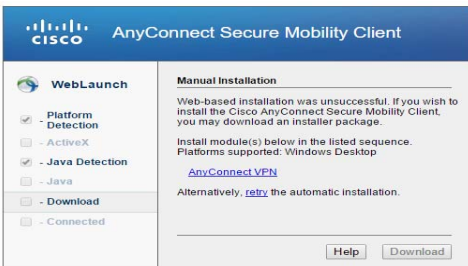 CISCO
AnyConnect Secure Mobility Client
WebLaunch
- Platform
Detection
- ActiveX
- Java Detection
- Java
- Download
- Connected
Manual Installation
Web-based installation was unsuccessful. If you wish to
install the Cisco AnyConnect Secure Mobility Client,
you may download an installer package.
Install module(s) below in the listed sequence.
Platforms supported: Windows Desktop
AnyConnect VPN
Alternatively, retry the automatic installation.
Help
Download